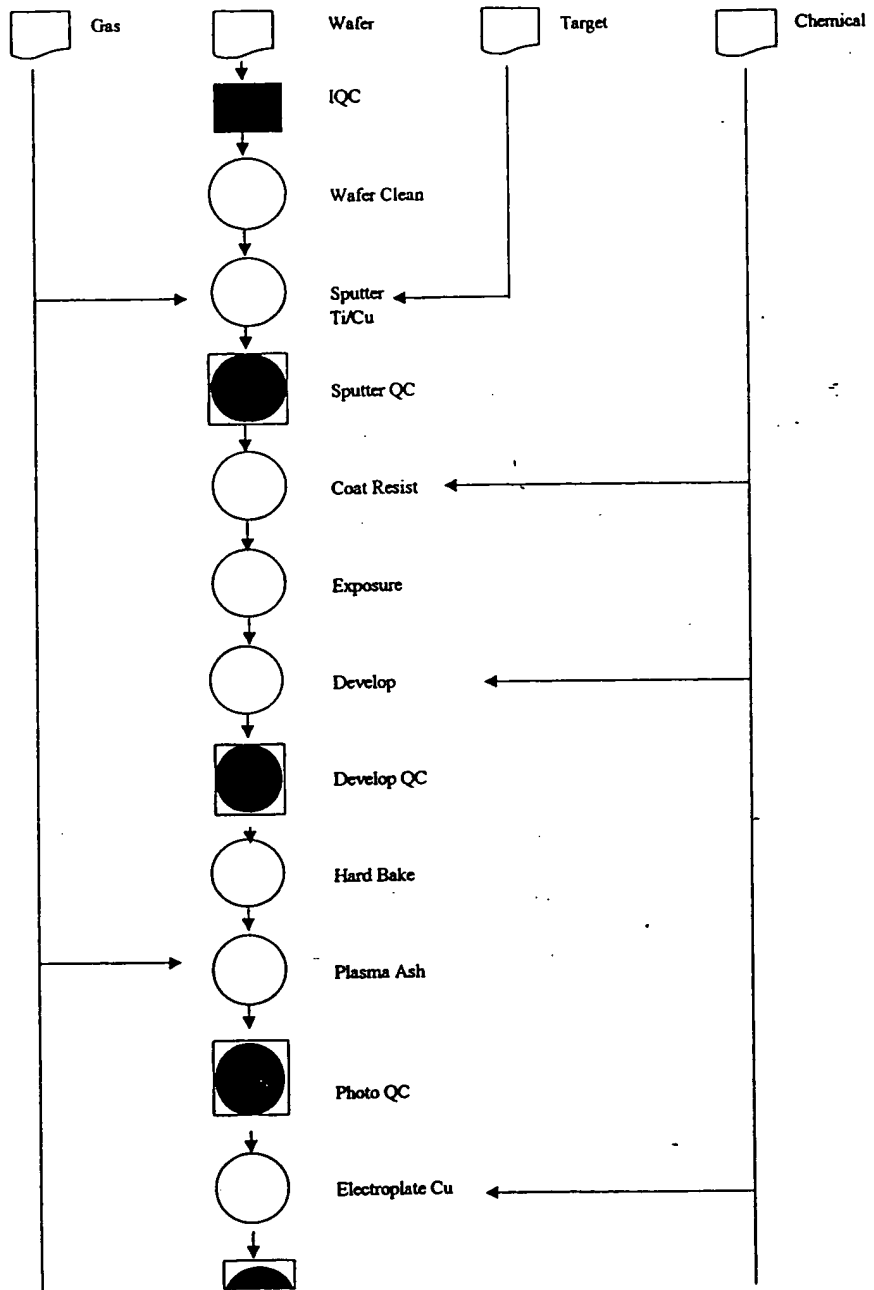 Gas
Wafer
Target
Chemical
IQC
Wafer Clean
Sputter
Ti/Cu
Sputter QC
Coat Resist
Exposure
Develop
Develop QC
Hard Bake
Plasma Ash
Photo QC
Electroplate Cu